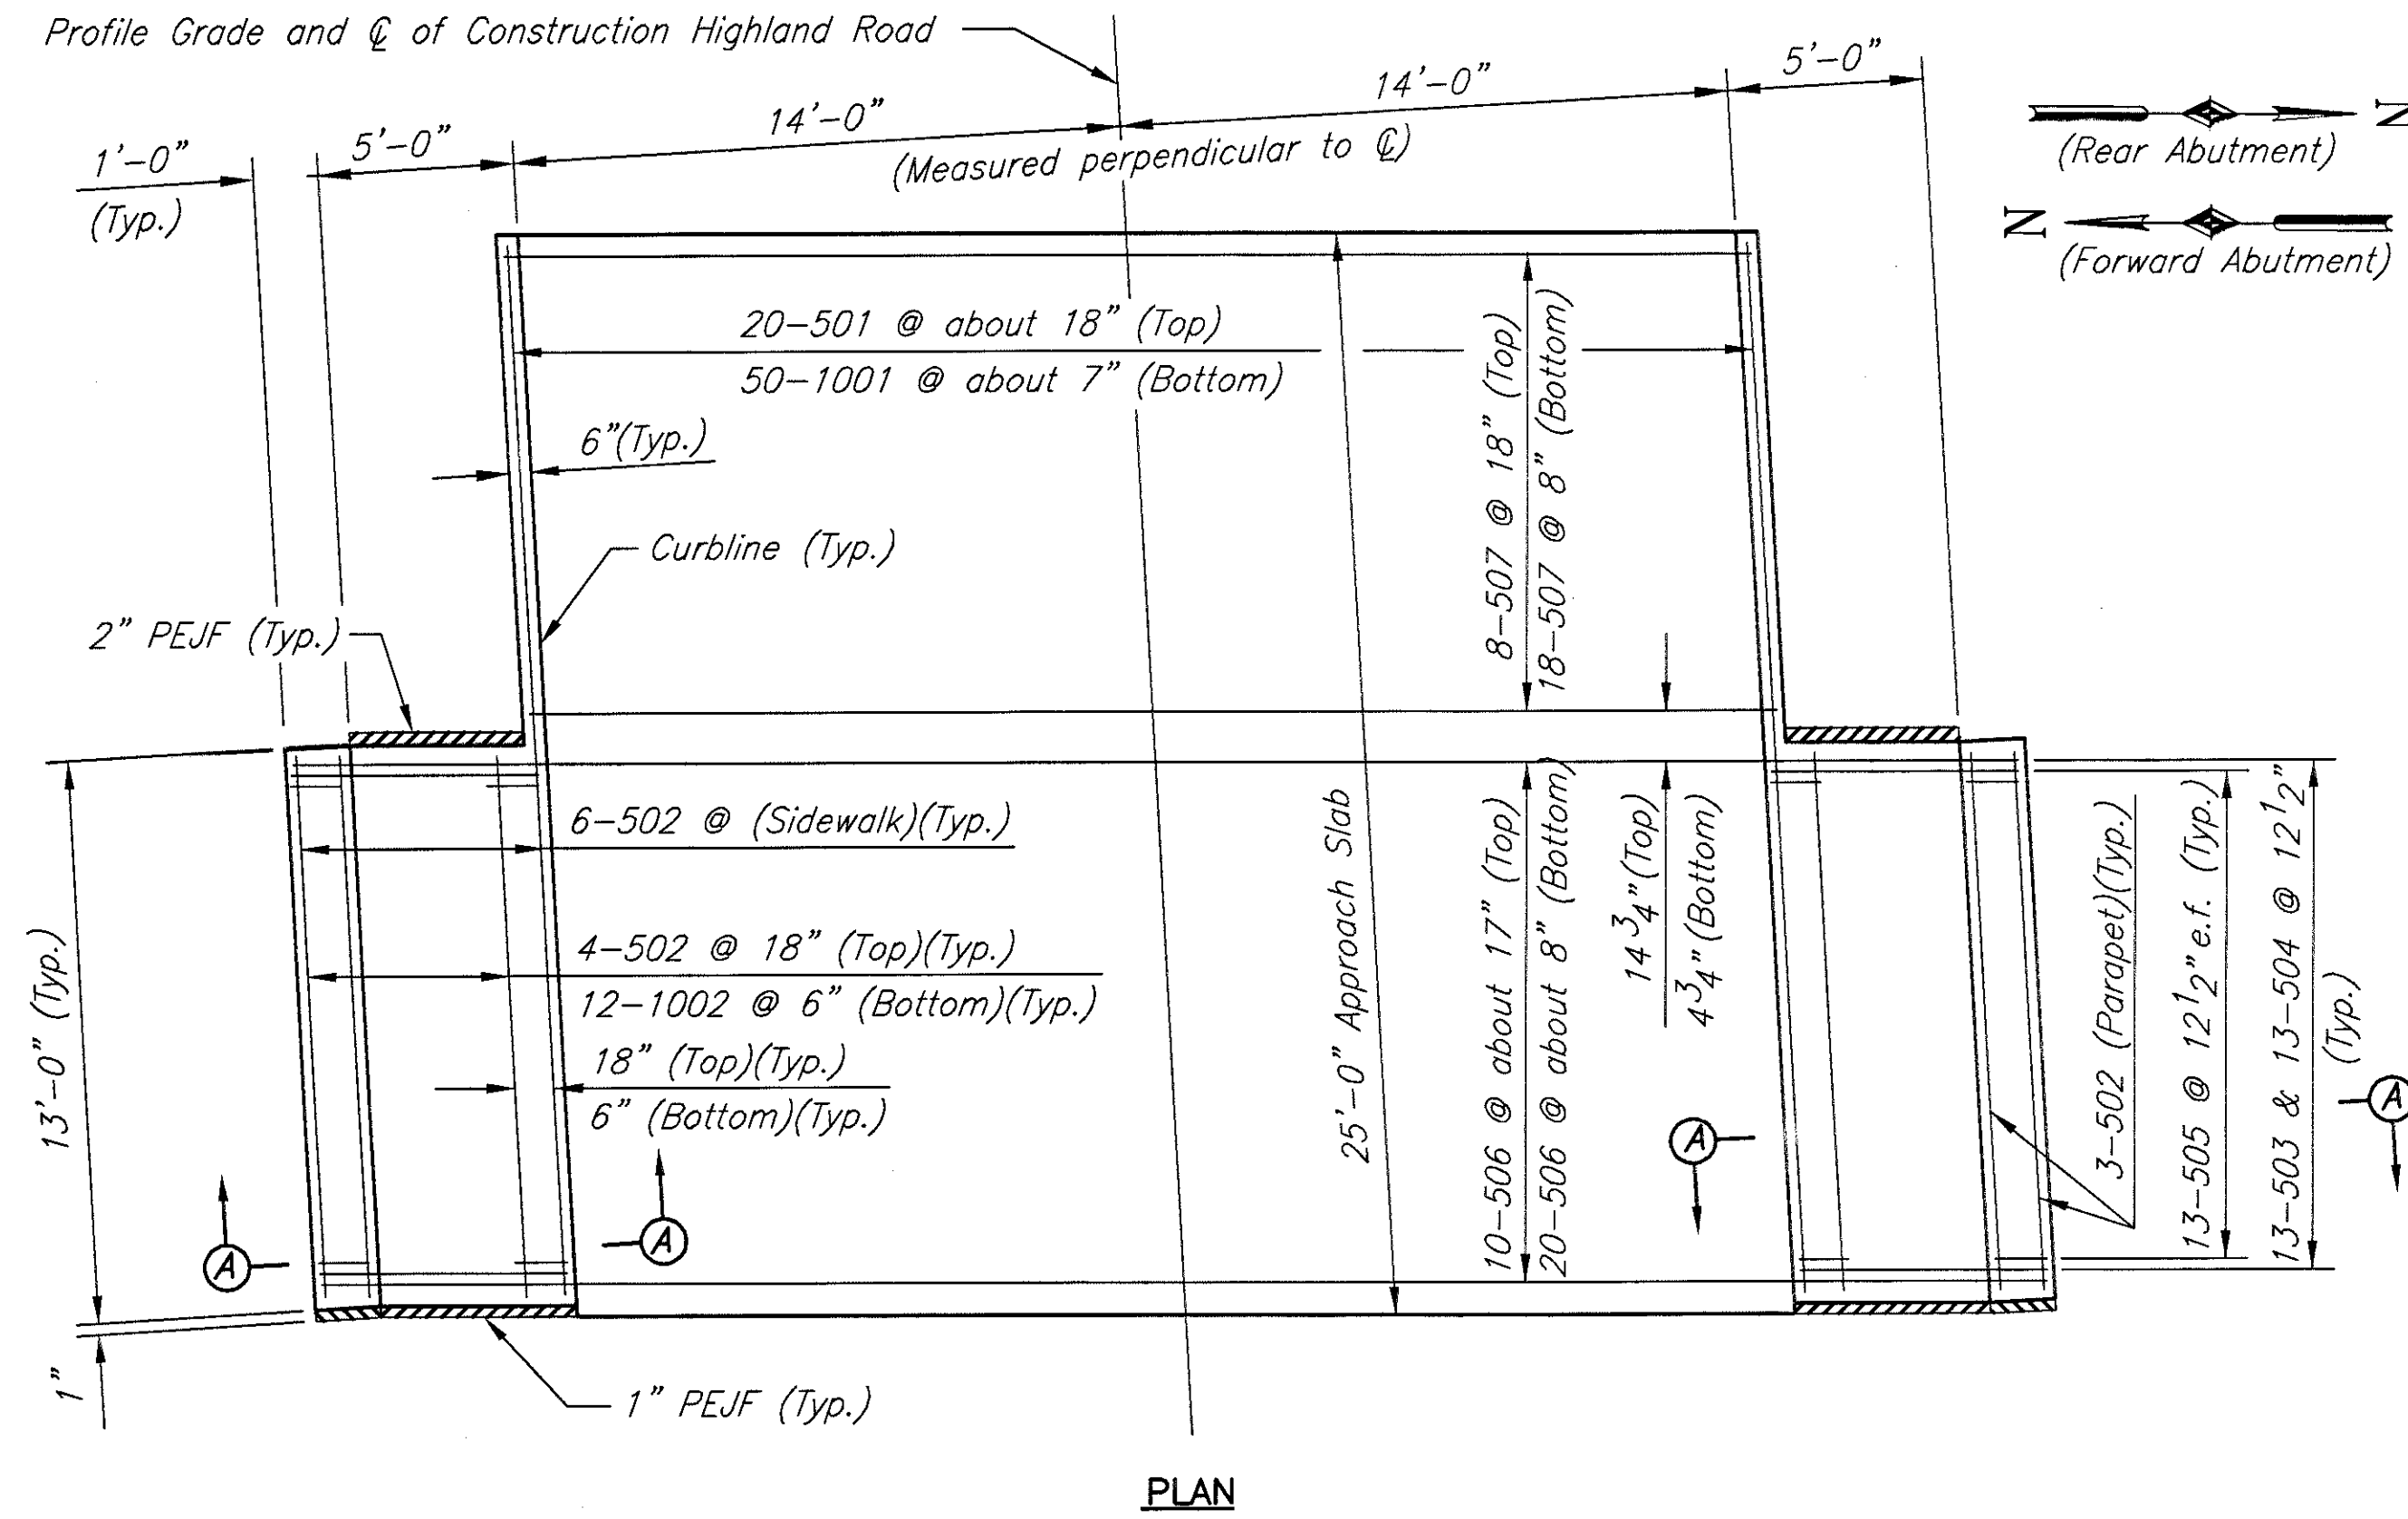 Profile Grade and ℄ of Construction Highland Road
1'-0"
(Typ.)
5'-0"
14'-0"
14'-0"
5'-0"
(Measured perpendicular to ℄)
N
(Rear Abutment)
N
(Forward Abutment)
20-501 @ about 18" (Top)
50-1001 @ about 7" (Bottom)
8-507 @ 18" (Top)
18-507 @ 8" (Bottom)
6"(Typ.)
Curbline (Typ.)
2" PEJF (Typ.)
6-502 @ (Sidewalk)(Typ.)
4-502 @ 18" (Top)(Typ.)
12-1002 @ 6" (Bottom)(Typ.)
18" (Top)(Typ.)
6" (Bottom)(Typ.)
13'-0" (Typ.)
25'-0" Approach Slab
10-506 @ about 17" (Top)
20-506 @ about 8" (Bottom)
14 3/4" (Top)
4 3/4" (Bottom)
3-502 (Parapet)(Typ.)
13-505 @ 12 1/2" e.f. (Typ.)
13-503 & 13-504 @ 12 1/2"
(Typ.)
A
A
A
A
1"
1" PEJF (Typ.)
PLAN